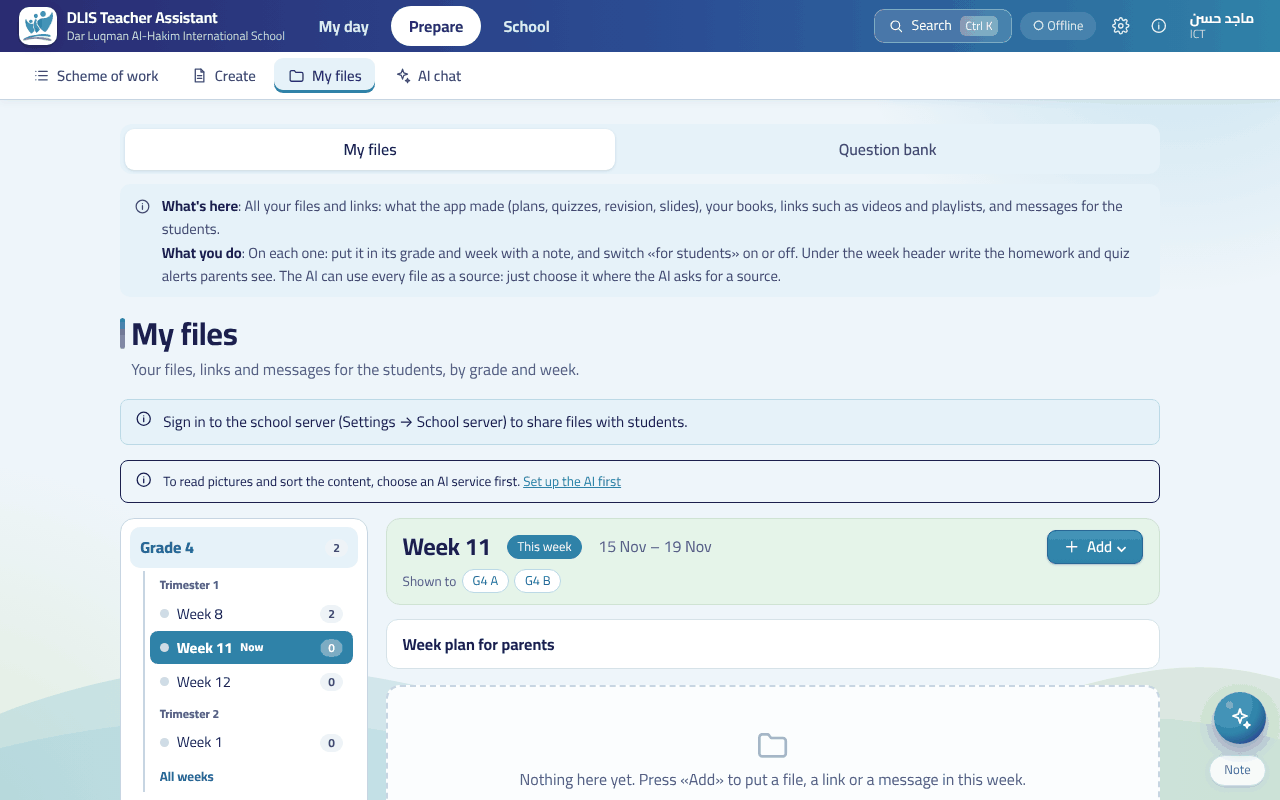 DLIS Teacher Assistant
Dar Luqman Al-Hakim International School
My day
Prepare
School
Search Ctrl K
Offline
ماجد حسن
ICT
Scheme of work
Create
My files
AI chat
My files
Question bank
What's here: All your files and links: what the app made (plans, quizzes, revision, slides), your books, links such as videos and playlists, and messages for the
students.
What you do: On each one: put it in its grade and week with a note, and switch «for students» on or off. Under the week header write the homework and quiz
alerts parents see. The AI can use every file as a source: just choose it where the AI asks for a source.
My files
Your files, links and messages for the students, by grade and week.
Sign in to the school server (Settings → School server) to share files with students.
To read pictures and sort the content, choose an AI service first. Set up the AI first
Grade 4 2
Trimester 1
Week 8 2
Week 11 Now 0
Week 12 0
Trimester 2
Week 1 0
All weeks
Week 11 This week 15 Nov – 19 Nov
Add
Shown to G4 A G4 B
Week plan for parents
Nothing here yet. Press «Add» to put a file, a link or a message in this week.
Note